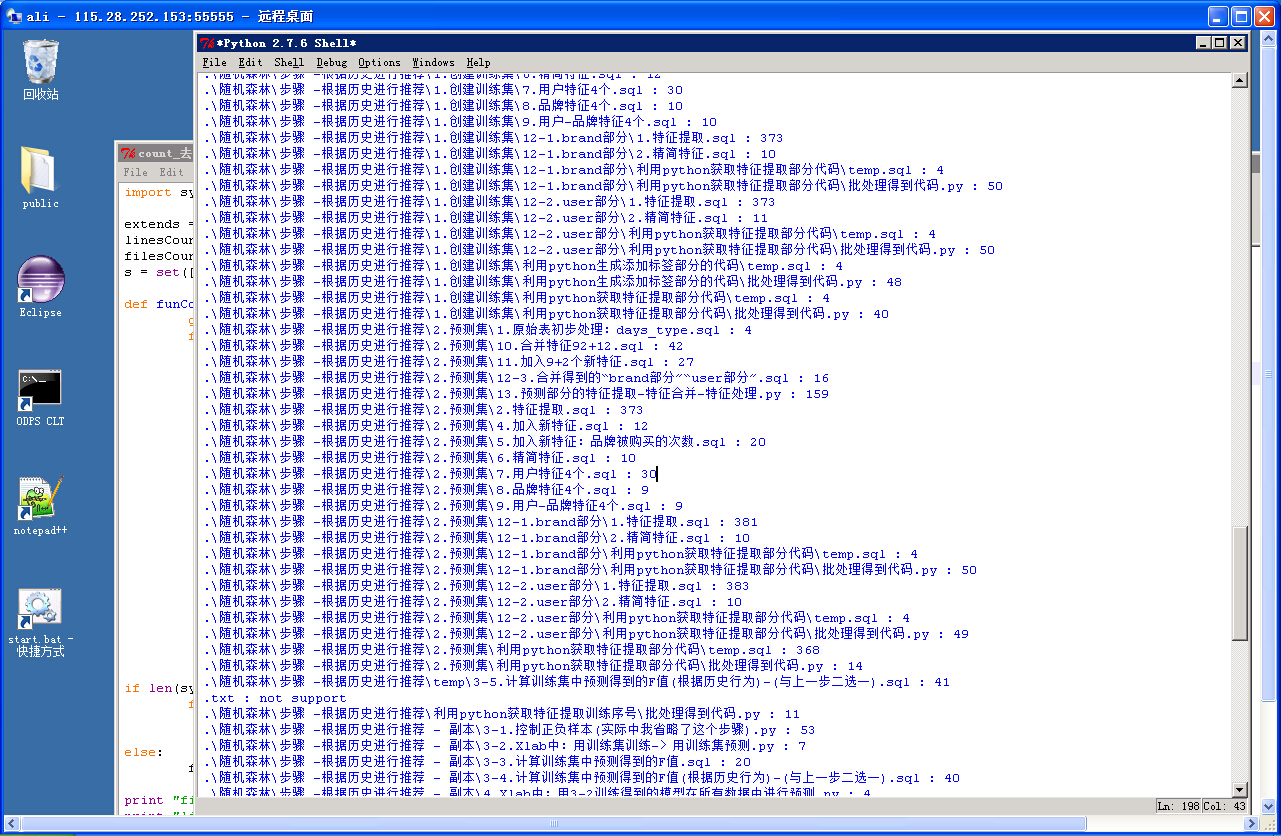 ali - 115.28.252.153:55555 - 远程桌面
回收站
public
Eclipse
ODPS CLT
notepad++
start.bat -
快捷方式
count_去
File Edit
import sy
extends =
linesCoun
filesCoun
s = set([
def funCo
if len(sy
else:
print "fi
*Python 2.7.6 Shell*
File Edit Shell Debug Options Windows Help
.\随机森林\步骤 -根据历史进行推荐\1.创建训练集\6.精简特征.sql : 12
.\随机森林\步骤 -根据历史进行推荐\1.创建训练集\7.用户特征4个.sql : 30
.\随机森林\步骤 -根据历史进行推荐\1.创建训练集\8.品牌特征4个.sql : 10
.\随机森林\步骤 -根据历史进行推荐\1.创建训练集\9.用户-品牌特征4个.sql : 10
.\随机森林\步骤 -根据历史进行推荐\1.创建训练集\12-1.brand部分\1.特征提取.sql : 373
.\随机森林\步骤 -根据历史进行推荐\1.创建训练集\12-1.brand部分\2.精简特征.sql : 10
.\随机森林\步骤 -根据历史进行推荐\1.创建训练集\12-1.brand部分\利用python获取特征提取部分代码\temp.sql : 4
.\随机森林\步骤 -根据历史进行推荐\1.创建训练集\12-1.brand部分\利用python获取特征提取部分代码\批处理得到代码.py : 50
.\随机森林\步骤 -根据历史进行推荐\1.创建训练集\12-2.user部分\1.特征提取.sql : 373
.\随机森林\步骤 -根据历史进行推荐\1.创建训练集\12-2.user部分\2.精简特征.sql : 11
.\随机森林\步骤 -根据历史进行推荐\1.创建训练集\12-2.user部分\利用python获取特征提取部分代码\temp.sql : 4
.\随机森林\步骤 -根据历史进行推荐\1.创建训练集\12-2.user部分\利用python获取特征提取部分代码\批处理得到代码.py : 50
.\随机森林\步骤 -根据历史进行推荐\1.创建训练集\利用python生成添加标签部分的代码\temp.sql : 4
.\随机森林\步骤 -根据历史进行推荐\1.创建训练集\利用python生成添加标签部分的代码\批处理得到代码.py : 48
.\随机森林\步骤 -根据历史进行推荐\1.创建训练集\利用python获取特征提取部分代码\temp.sql : 4
.\随机森林\步骤 -根据历史进行推荐\1.创建训练集\利用python获取特征提取部分代码\批处理得到代码.py : 40
.\随机森林\步骤 -根据历史进行推荐\2.预测集\1.原始表初步处理：days_type.sql : 4
.\随机森林\步骤 -根据历史进行推荐\2.预测集\10.合并特征92+12.sql : 42
.\随机森林\步骤 -根据历史进行推荐\2.预测集\11.加入9+2个新特征.sql : 27
.\随机森林\步骤 -根据历史进行推荐\2.预测集\12-3.合并得到的“brand部分”“user部分”.sql : 16
.\随机森林\步骤 -根据历史进行推荐\2.预测集\13.预测部分的特征提取-特征合并-特征处理.py : 159
.\随机森林\步骤 -根据历史进行推荐\2.预测集\2.特征提取.sql : 373
.\随机森林\步骤 -根据历史进行推荐\2.预测集\4.加入新特征.sql : 12
.\随机森林\步骤 -根据历史进行推荐\2.预测集\5.加入新特征：品牌被购买的次数.sql : 20
.\随机森林\步骤 -根据历史进行推荐\2.预测集\6.精简特征.sql : 10
.\随机森林\步骤 -根据历史进行推荐\2.预测集\7.用户特征4个.sql : 30
.\随机森林\步骤 -根据历史进行推荐\2.预测集\8.品牌特征4个.sql : 9
.\随机森林\步骤 -根据历史进行推荐\2.预测集\9.用户-品牌特征4个.sql : 9
.\随机森林\步骤 -根据历史进行推荐\2.预测集\12-1.brand部分\1.特征提取.sql : 381
.\随机森林\步骤 -根据历史进行推荐\2.预测集\12-1.brand部分\2.精简特征.sql : 10
.\随机森林\步骤 -根据历史进行推荐\2.预测集\12-1.brand部分\利用python获取特征提取部分代码\temp.sql : 4
.\随机森林\步骤 -根据历史进行推荐\2.预测集\12-1.brand部分\利用python获取特征提取部分代码\批处理得到代码.py : 50
.\随机森林\步骤 -根据历史进行推荐\2.预测集\12-2.user部分\1.特征提取.sql : 383
.\随机森林\步骤 -根据历史进行推荐\2.预测集\12-2.user部分\2.精简特征.sql : 10
.\随机森林\步骤 -根据历史进行推荐\2.预测集\12-2.user部分\利用python获取特征提取部分代码\temp.sql : 4
.\随机森林\步骤 -根据历史进行推荐\2.预测集\12-2.user部分\利用python获取特征提取部分代码\批处理得到代码.py : 49
.\随机森林\步骤 -根据历史进行推荐\2.预测集\利用python获取特征提取部分代码\temp.sql : 368
.\随机森林\步骤 -根据历史进行推荐\2.预测集\利用python获取特征提取部分代码\批处理得到代码.py : 14
.\随机森林\步骤 -根据历史进行推荐\temp\3-5.计算训练集中预测得到的F值(根据历史行为)-(与上一步二选一).sql : 41
.txt : not support
.\随机森林\步骤 -根据历史进行推荐\利用python获取特征提取训练序号\批处理得到代码.py : 11
.\随机森林\步骤 -根据历史进行推荐 - 副本\3-1.控制正负样本(实际中我省略了这个步骤).py : 53
.\随机森林\步骤 -根据历史进行推荐 - 副本\3-2.Xlab中：用训练集训练-> 用训练集预测.py : 7
.\随机森林\步骤 -根据历史进行推荐 - 副本\3-3.计算训练集中预测得到的F值.sql : 20
.\随机森林\步骤 -根据历史进行推荐 - 副本\3-4.计算训练集中预测得到的F值(根据历史行为)-(与上一步二选一).sql : 40
.\随机森林\步骤 -根据历史进行推荐 - 副本\4.Xlab中：用3-2训练得到的模型在所有数据中进行预测.py : 4
Ln: 198 Col: 43